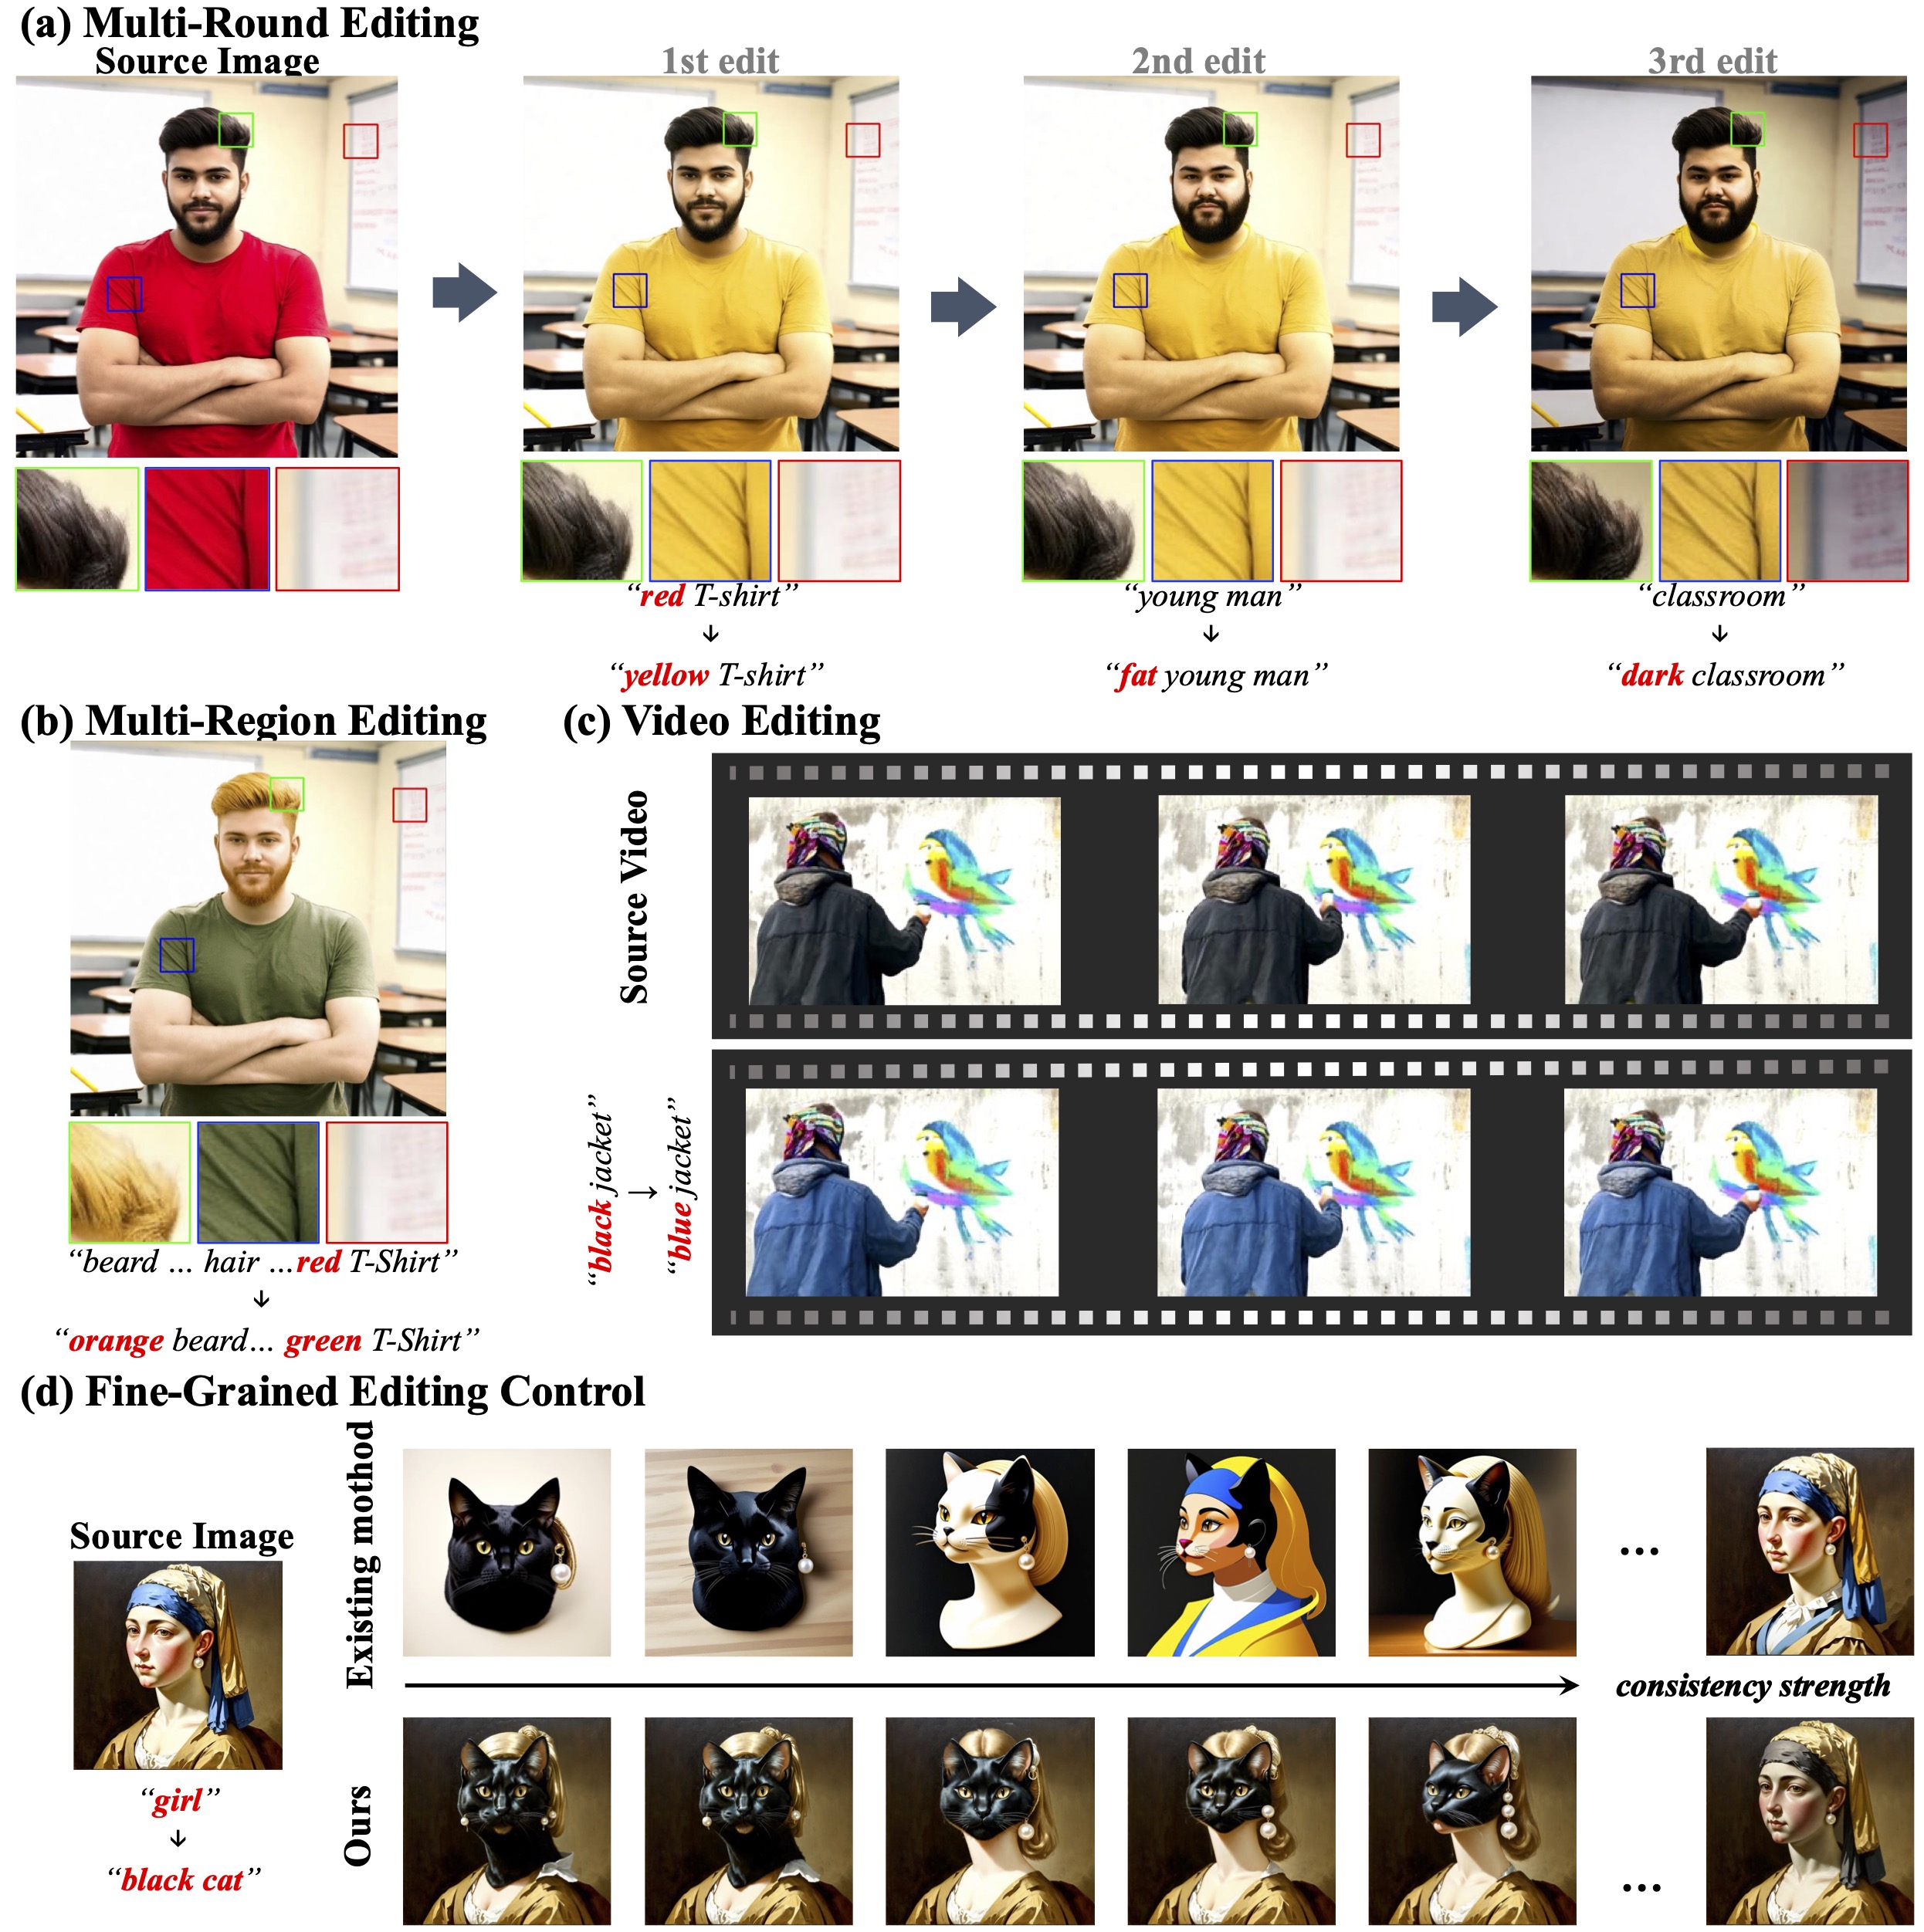 (a) Multi-Round Editing
Source Image
1st edit
2nd edit
3rd edit
“red T-shirt”
↓
“yellow T-shirt”
“young man”
↓
“fat young man”
“classroom”
↓
“dark classroom”
(b) Multi-Region Editing
“beard … hair …red T-Shirt”
↓
“orange beard… green T-Shirt”
(c) Video Editing
Source Video
“black jacket”
→
“blue jacket”
(d) Fine-Grained Editing Control
Source Image
“girl”
↓
“black cat”
Existing mothod
...
consistency strength
Ours
...